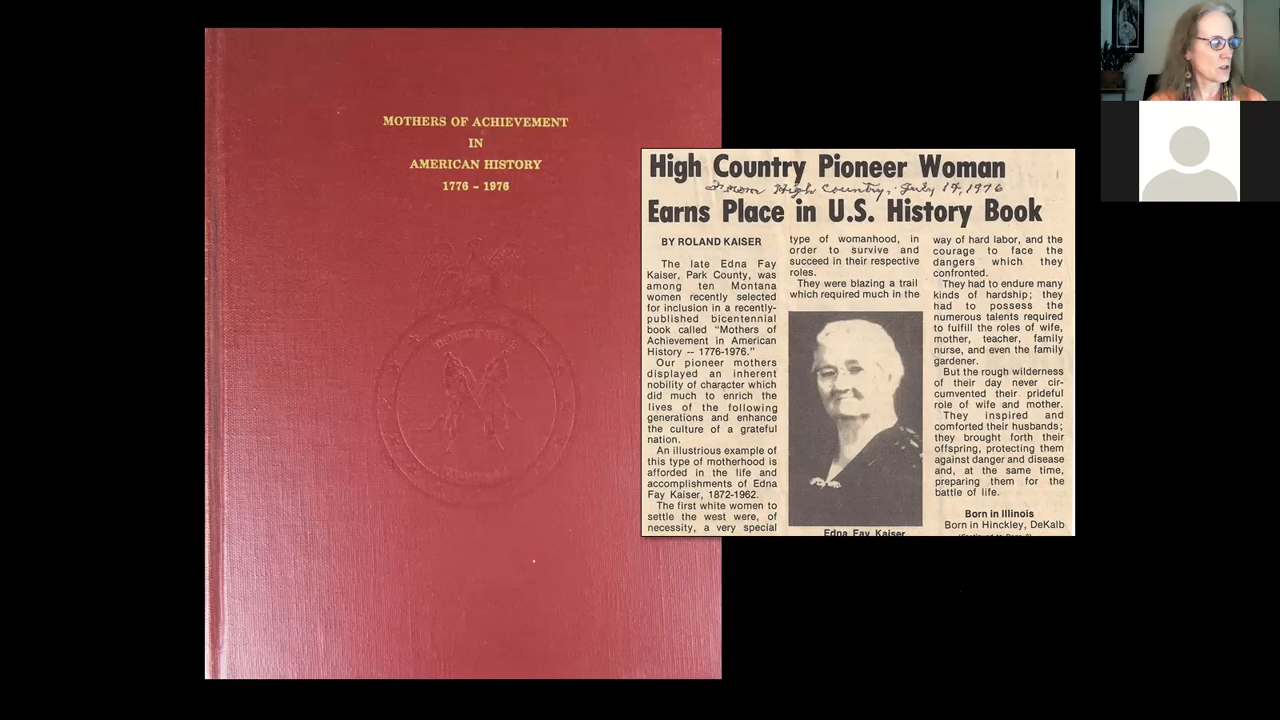 MOTHERS OF ACHIEVEMENT
IN
AMERICAN HISTORY
1776 - 1976
High Country Pioneer Woman
From High Country, July 14, 1976
Earns Place in U.S. History Book
BY ROLAND KAISER
The late Edna Fay
Kaiser, Park County, was
among ten Montana
women recently selected
for inclusion in a recently-
published bicentennial
book called “Mothers of
Achievement in American
History -- 1776-1976.”
Our pioneer mothers
displayed an inherent
nobility of character which
did much to enrich the
lives of the following
generations and enhance
the culture of a grateful
nation.
An illustrious example of
this type of motherhood is
afforded in the life and
accomplishments of Edna
Fay Kaiser, 1872-1962.
The first white women to
settle the west were, of
necessity, a very special
type of womanhood, in
order to survive and
succeed in their respective
roles.
They were blazing a trail
which required much in the
Edna Fay Kaiser
way of hard labor, and the
courage to face the
dangers which they
confronted.
They had to endure many
kinds of hardship; they
had to possess the
numerous talents required
to fulfill the roles of wife,
mother, teacher, family
nurse, and even the family
gardener.
But the rough wilderness
of their day never cir-
cumvented their prideful
role of wife and mother.
They inspired and
comforted their husbands;
they brought forth their
offspring, protecting them
against danger and disease
and, at the same time,
preparing them for the
battle of life.
Born in Illinois
Born in Hinckley, DeKalb